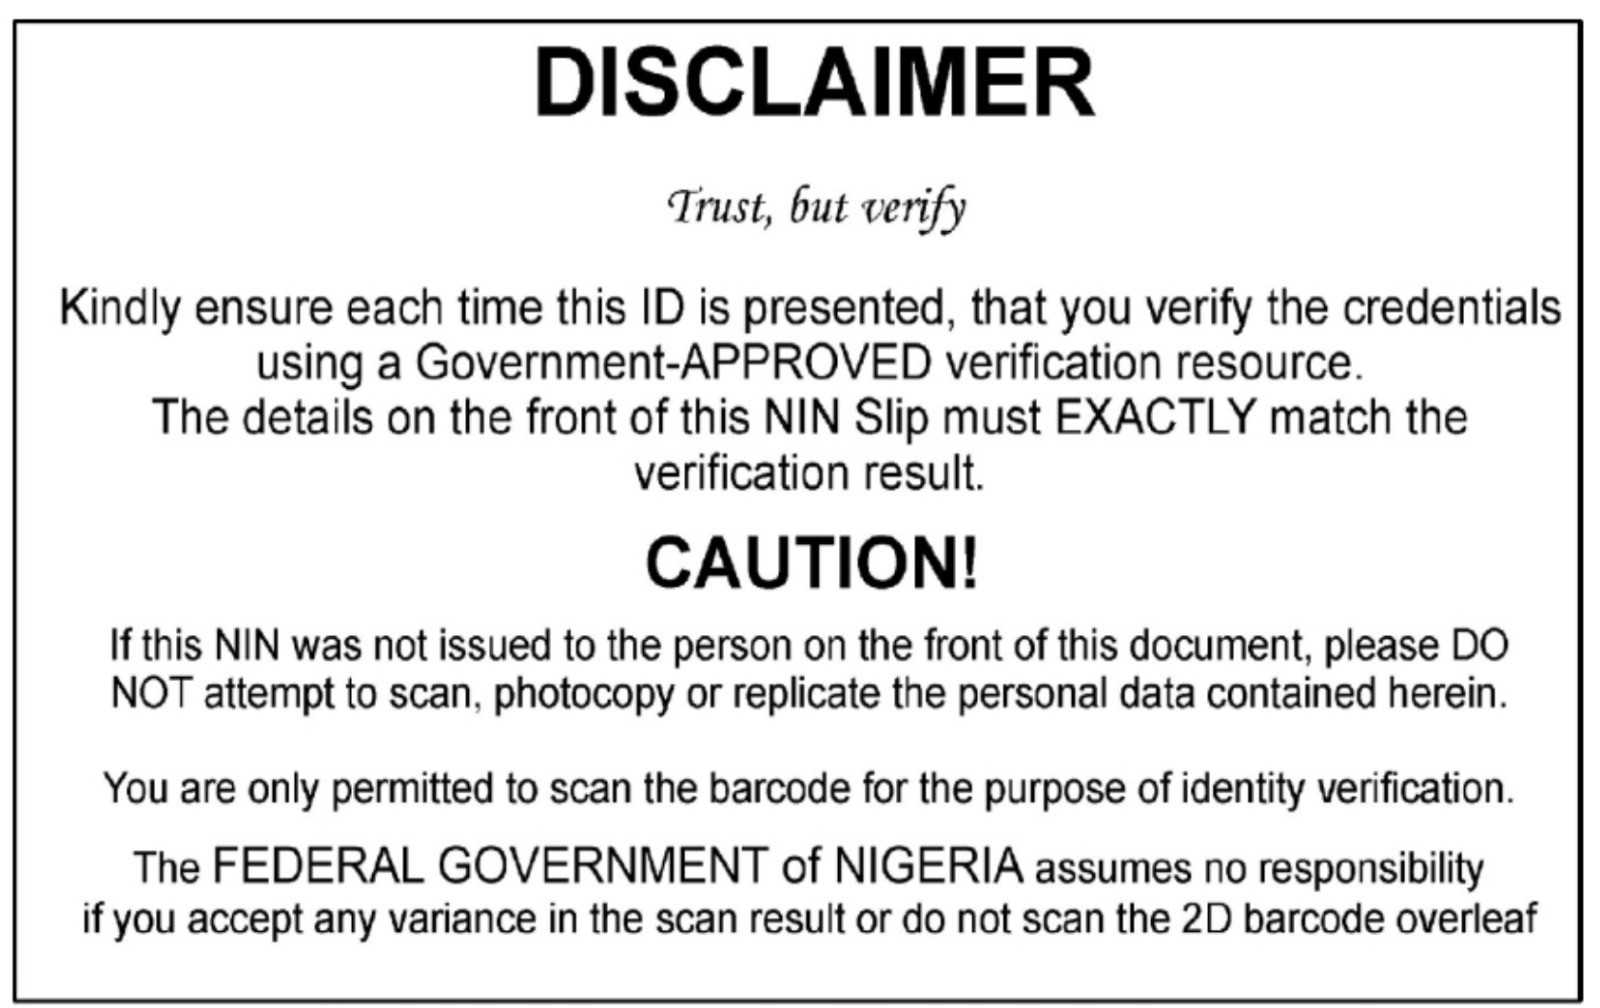 DISCLAIMER
Trust, but verify
Kindly ensure each time this ID is presented, that you verify the credentials
using a Government-APPROVED verification resource.
The details on the front of this NIN Slip must EXACTLY match the
verification result.
CAUTION!
If this NIN was not issued to the person on the front of this document, please DO
NOT attempt to scan, photocopy or replicate the personal data contained herein.
You are only permitted to scan the barcode for the purpose of identity verification.
The FEDERAL GOVERNMENT of NIGERIA assumes no responsibility
if you accept any variance in the scan result or do not scan the 2D barcode overleaf